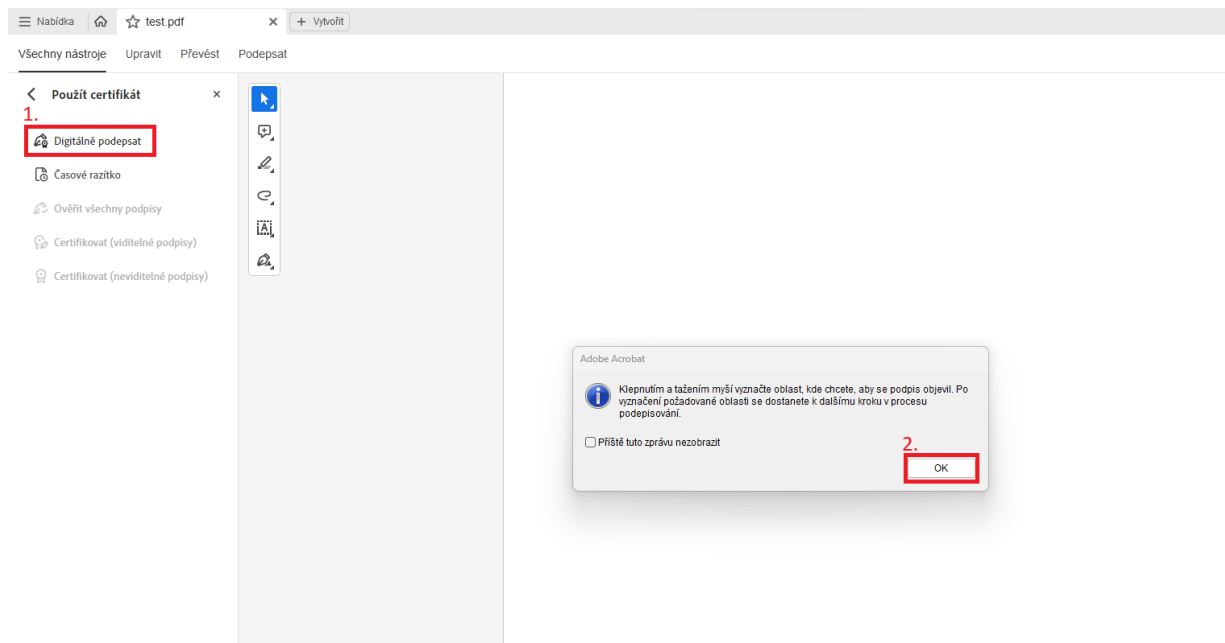 Nabídka
test.pdf
Vytvořit
Všechny nástroje Upravit Převést Podepsat
Použít certifikát
1.
Digitálně podepsat
Časové razítko
Ověřit všechny podpisy
Certifikovat (viditelné podpisy)
Certifikovat (neviditelné podpisy)
Adobe Acrobat
Klepnutím a tažením myší vyznačte oblast, kde chcete, aby se podpis objevil. Po
vyznačení požadované oblasti se dostanete k dalšímu kroku v procesu
podepisování.
Příště tuto zprávu nezobrazit
2.
OK